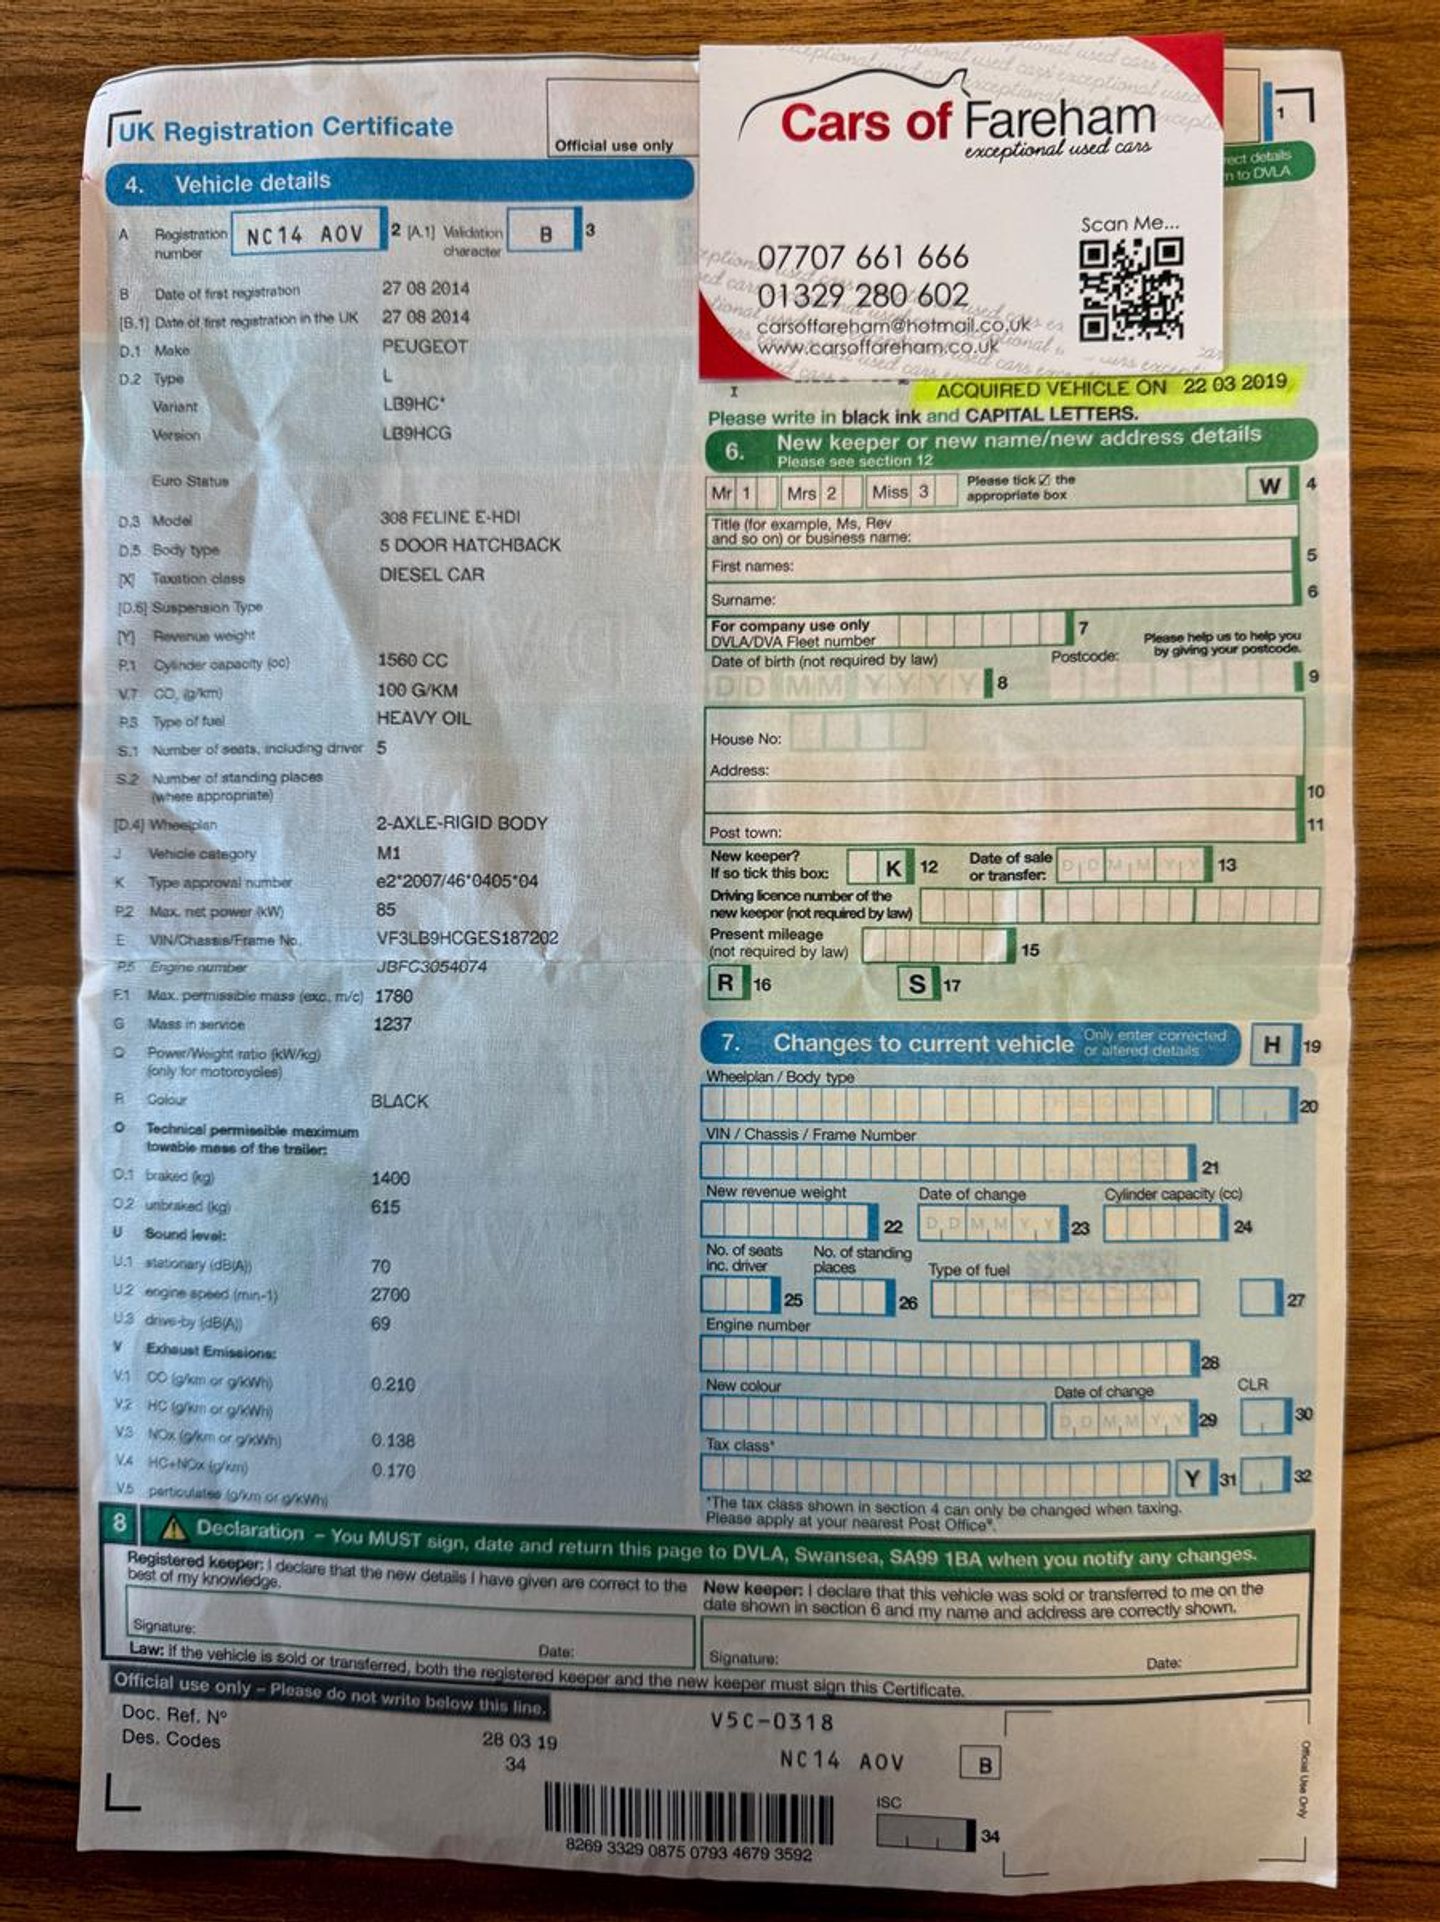 UK Registration Certificate
Official use only
1
4. Vehicle details
A Registration number NC14 AOV 2 [A.1] Validation character B 3
B Date of first registration 27 08 2014
[B.1] Date of first registration in the UK 27 08 2014
D.1 Make PEUGEOT
D.2 Type L
Variant LB9HC*
Version LB9HCG
Euro Status
D.3 Model 308 FELINE E-HDI
D.5 Body type 5 DOOR HATCHBACK
[X] Taxation class DIESEL CAR
[D.6] Suspension Type
[Y] Revenue weight
P.1 Cylinder capacity (cc) 1560 CC
V.7 CO₂ (g/km) 100 G/KM
P.3 Type of fuel HEAVY OIL
S.1 Number of seats, including driver 5
S.2 Number of standing places
(where appropriate)
[D.4] Wheelplan 2-AXLE-RIGID BODY
J Vehicle category M1
K Type approval number e2*2007/46*0405*04
P.2 Max. net power (kW) 85
E VIN/Chassis/Frame No. VF3LB9HCGES187202
P.5 Engine number JBFC3054074
F.1 Max. permissible mass (exc. m/c) 1780
G Mass in service 1237
Q Power/Weight ratio (kW/kg)
(only for motorcycles)
R Colour BLACK
O Technical permissible maximum
towable mass of the trailer:
O.1 braked (kg) 1400
O.2 unbraked (kg) 615
U Sound level:
U.1 stationary (dB(A)) 70
U.2 engine speed (min-1) 2700
U.3 drive-by (dB(A)) 69
V Exhaust Emissions:
V.1 CO (g/km or g/kWh) 0.210
V.2 HC (g/km or g/kWh)
V.3 NOx (g/km or g/kWh) 0.138
V.4 HC+NOx (g/km) 0.170
V.5 particulates (g/km or g/kWh)
Cars of Fareham
exceptional used cars
Scan Me...
07707 661 666
01329 280 602
carsoffareham@hotmail.co.uk
www.carsoffareham.co.uk
ect details
n to DVLA
ACQUIRED VEHICLE ON 22 03 2019
Please write in black ink and CAPITAL LETTERS.
6. New keeper or new name/new address details
Please see section 12
Mr 1 Mrs 2 Miss 3 Please tick ☑ the
appropriate box W 4
Title (for example, Ms, Rev
and so on) or business name:
First names: 5
Surname: 6
For company use only
DVLA/DVA Fleet number 7
Please help us to help you
by giving your postcode.
Date of birth (not required by law) Postcode:
D D M M Y Y Y Y 8 9
House No:
Address:
10
Post town: 11
New keeper?
If so tick this box: K 12 Date of sale
or transfer: D D M M Y Y 13
Driving licence number of the
new keeper (not required by law)
Present mileage
(not required by law) 15
R 16 S 17
7. Changes to current vehicle Only enter corrected
or altered details H 19
Wheelplan / Body type
20
VIN / Chassis / Frame Number
21
New revenue weight Date of change Cylinder capacity (cc)
22 D D M M Y Y 23 24
No. of seats
inc. driver No. of standing
places Type of fuel
25 26 27
Engine number
28
New colour Date of change CLR
D D M M Y Y 29 30
Tax class*
Y 31 32
*The tax class shown in section 4 can only be changed when taxing.
Please apply at your nearest Post Office®.
8 Declaration – You MUST sign, date and return this page to DVLA, Swansea, SA99 1BA when you notify any changes.
Registered keeper: I declare that the new details I have given are correct to the
best of my knowledge.
Signature: Date:
New keeper: I declare that this vehicle was sold or transferred to me on the
date shown in section 6 and my name and address are correctly shown.
Signature: Date:
Law: If the vehicle is sold or transferred, both the registered keeper and the new keeper must sign this Certificate.
Official use only – Please do not write below this line.
Doc. Ref. Nº V5C-0318
Des. Codes 28 03 19
34
NC14 AOV B
ISC
34
8269 3329 0875 0793 4679 3592
Official Use Only